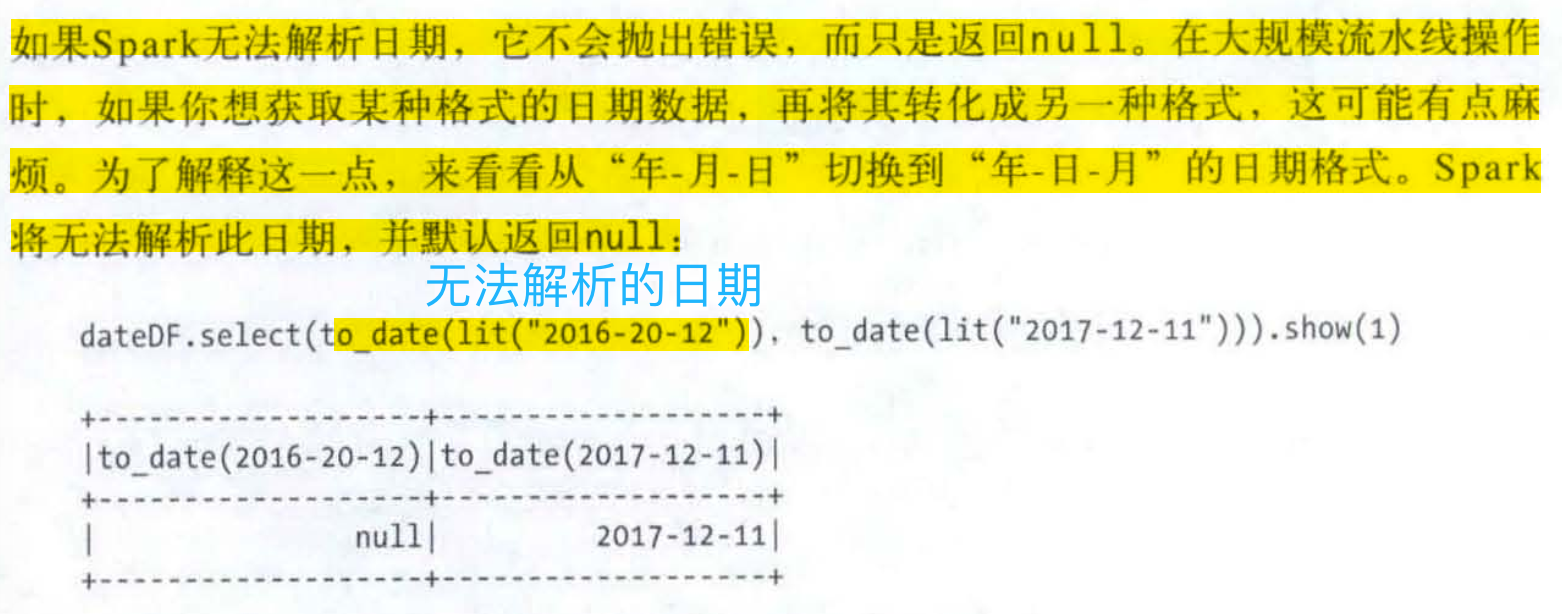 如果Spark无法解析日期，它不会抛出错误，而只是返回null。在大规模流水线操作
时，如果你想获取某种格式的日期数据，再将其转化成另一种格式，这可能有点麻
烦。为了解释这一点，来看看从“年-月-日”切换到“年-日-月”的日期格式。Spark
将无法解析此日期，并默认返回null：
无法解析的日期
dateDF.select(to_date(lit("2016-20-12")), to_date(lit("2017-12-11"))).show(1)
+-------------------+-------------------+
|to_date(2016-20-12)|to_date(2017-12-11)|
+-------------------+-------------------+
|               null|         2017-12-11|
+-------------------+-------------------+